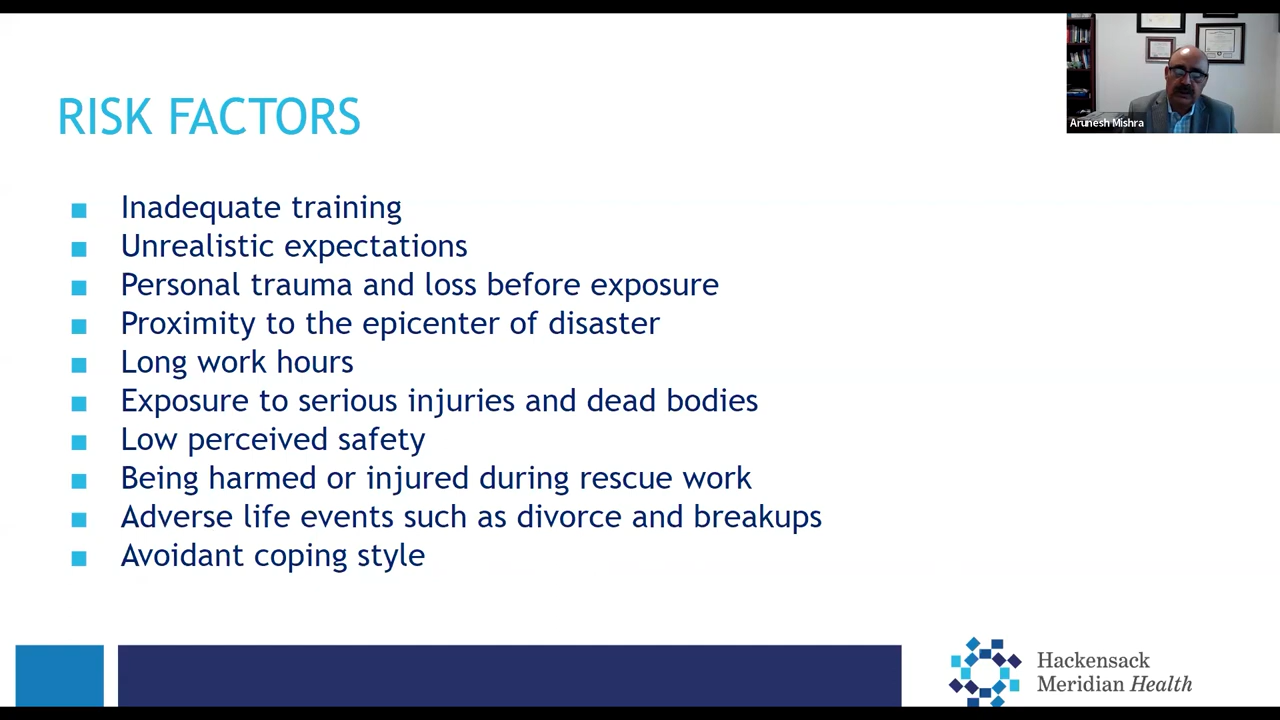 Arunesh Mishra
RISK FACTORS
Inadequate training
Unrealistic expectations
Personal trauma and loss before exposure
Proximity to the epicenter of disaster
Long work hours
Exposure to serious injuries and dead bodies
Low perceived safety
Being harmed or injured during rescue work
Adverse life events such as divorce and breakups
Avoidant coping style
Hackensack
Meridian Health